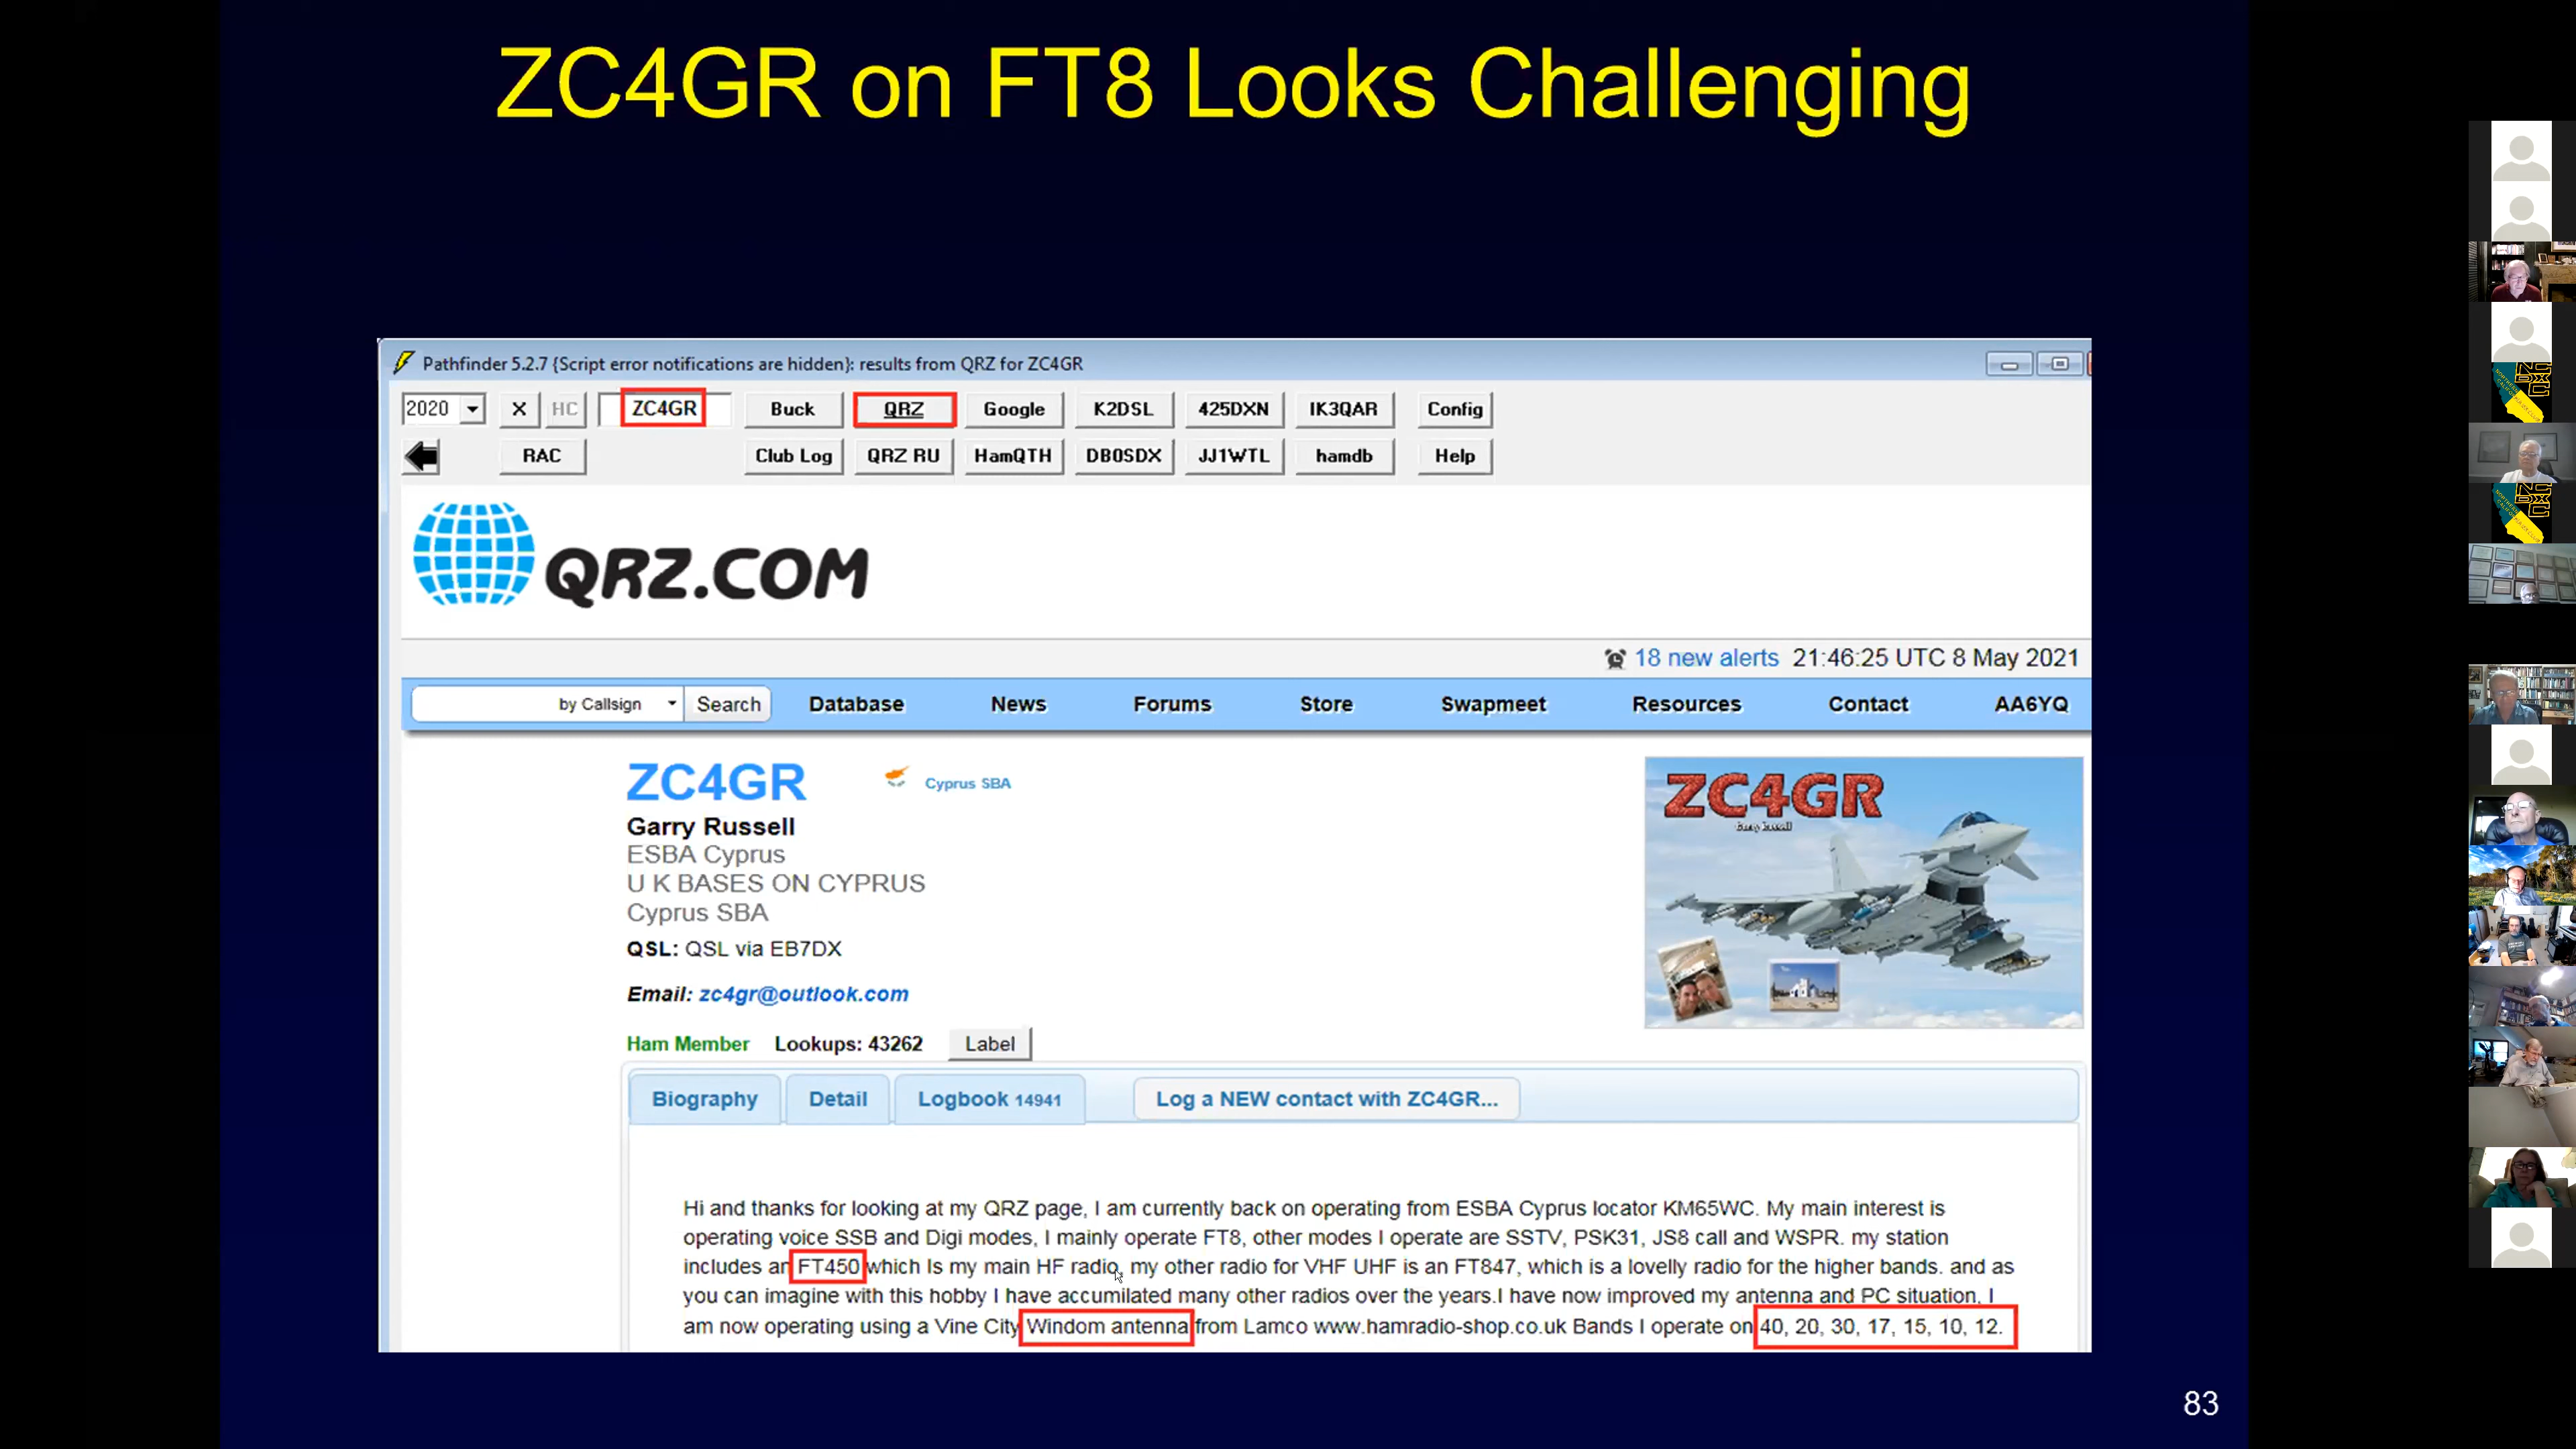 ZC4GR on FT8 Looks Challenging
Pathfinder 5.2.7 {Script error notifications are hidden}: results from QRZ for ZC4GR
2020 X HC ZC4GR Buck QRZ Google K2DSL 425DXN IK3QAR Config
RAC Club Log QRZ RU HamQTH DB0SDX JJ1WTL hamdb Help
QRZ.COM
18 new alerts 21:46:25 UTC 8 May 2021
by Callsign Search Database News Forums Store Swapmeet Resources Contact AA6YQ
ZC4GR Cyprus SBA
Garry Russell
ESBA Cyprus
U K BASES ON CYPRUS
Cyprus SBA
QSL: QSL via EB7DX
Email: zc4gr@outlook.com
Ham Member Lookups: 43262 Label
ZC4GR
Garry Russell
Biography Detail Logbook 14941 Log a NEW contact with ZC4GR...
Hi and thanks for looking at my QRZ page, I am currently back on operating from ESBA Cyprus locator KM65WC. My main interest is
operating voice SSB and Digi modes, I mainly operate FT8, other modes I operate are SSTV, PSK31, JS8 call and WSPR. my station
includes an FT450 which Is my main HF radio, my other radio for VHF UHF is an FT847, which is a lovelly radio for the higher bands. and as
you can imagine with this hobby I have accumilated many other radios over the years.I have now improved my antenna and PC situation, I
am now operating using a Vine City Windom antenna from Lamco www.hamradio-shop.co.uk Bands I operate on 40, 20, 30, 17, 15, 10, 12.
83